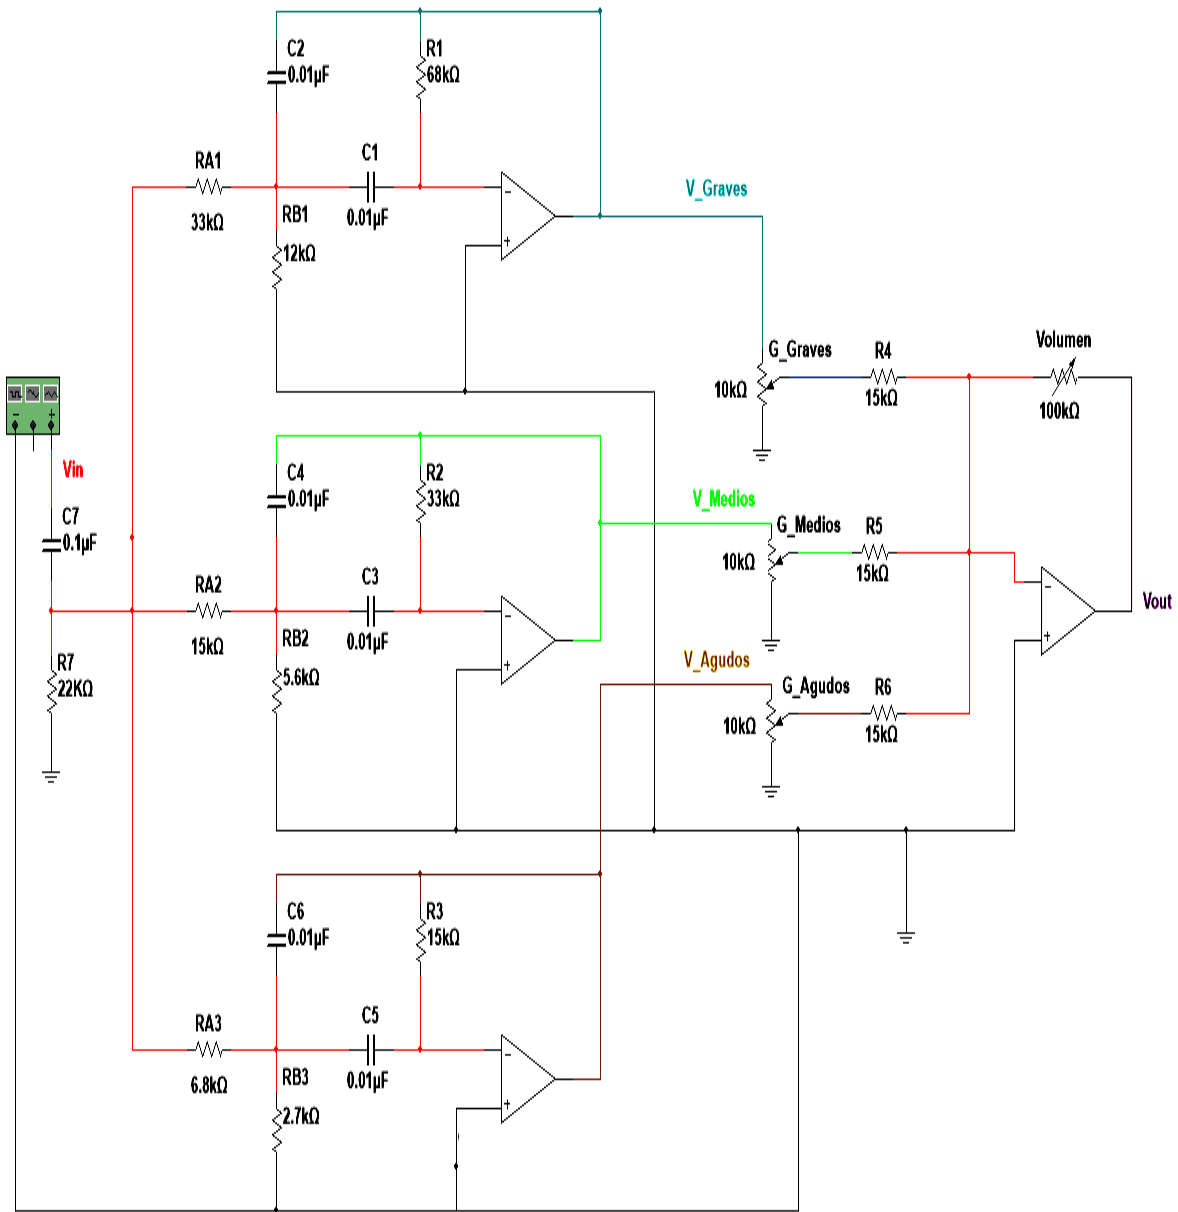 C2
0.01µF
R1
68kΩ
RA1
33kΩ
C1
0.01µF
RB1
12kΩ
-
+
V_Graves
G_Graves
10kΩ
R4
15kΩ
Volumen
100kΩ
-
+
Vin
C7
0.1µF
R7
22KΩ
C4
0.01µF
R2
33kΩ
RA2
15kΩ
C3
0.01µF
RB2
5.6kΩ
-
+
V_Medios
G_Medios
10kΩ
R5
15kΩ
-
+
Vout
V_Agudos
G_Agudos
10kΩ
R6
15kΩ
C6
0.01µF
R3
15kΩ
RA3
6.8kΩ
C5
0.01µF
RB3
2.7kΩ
-
+